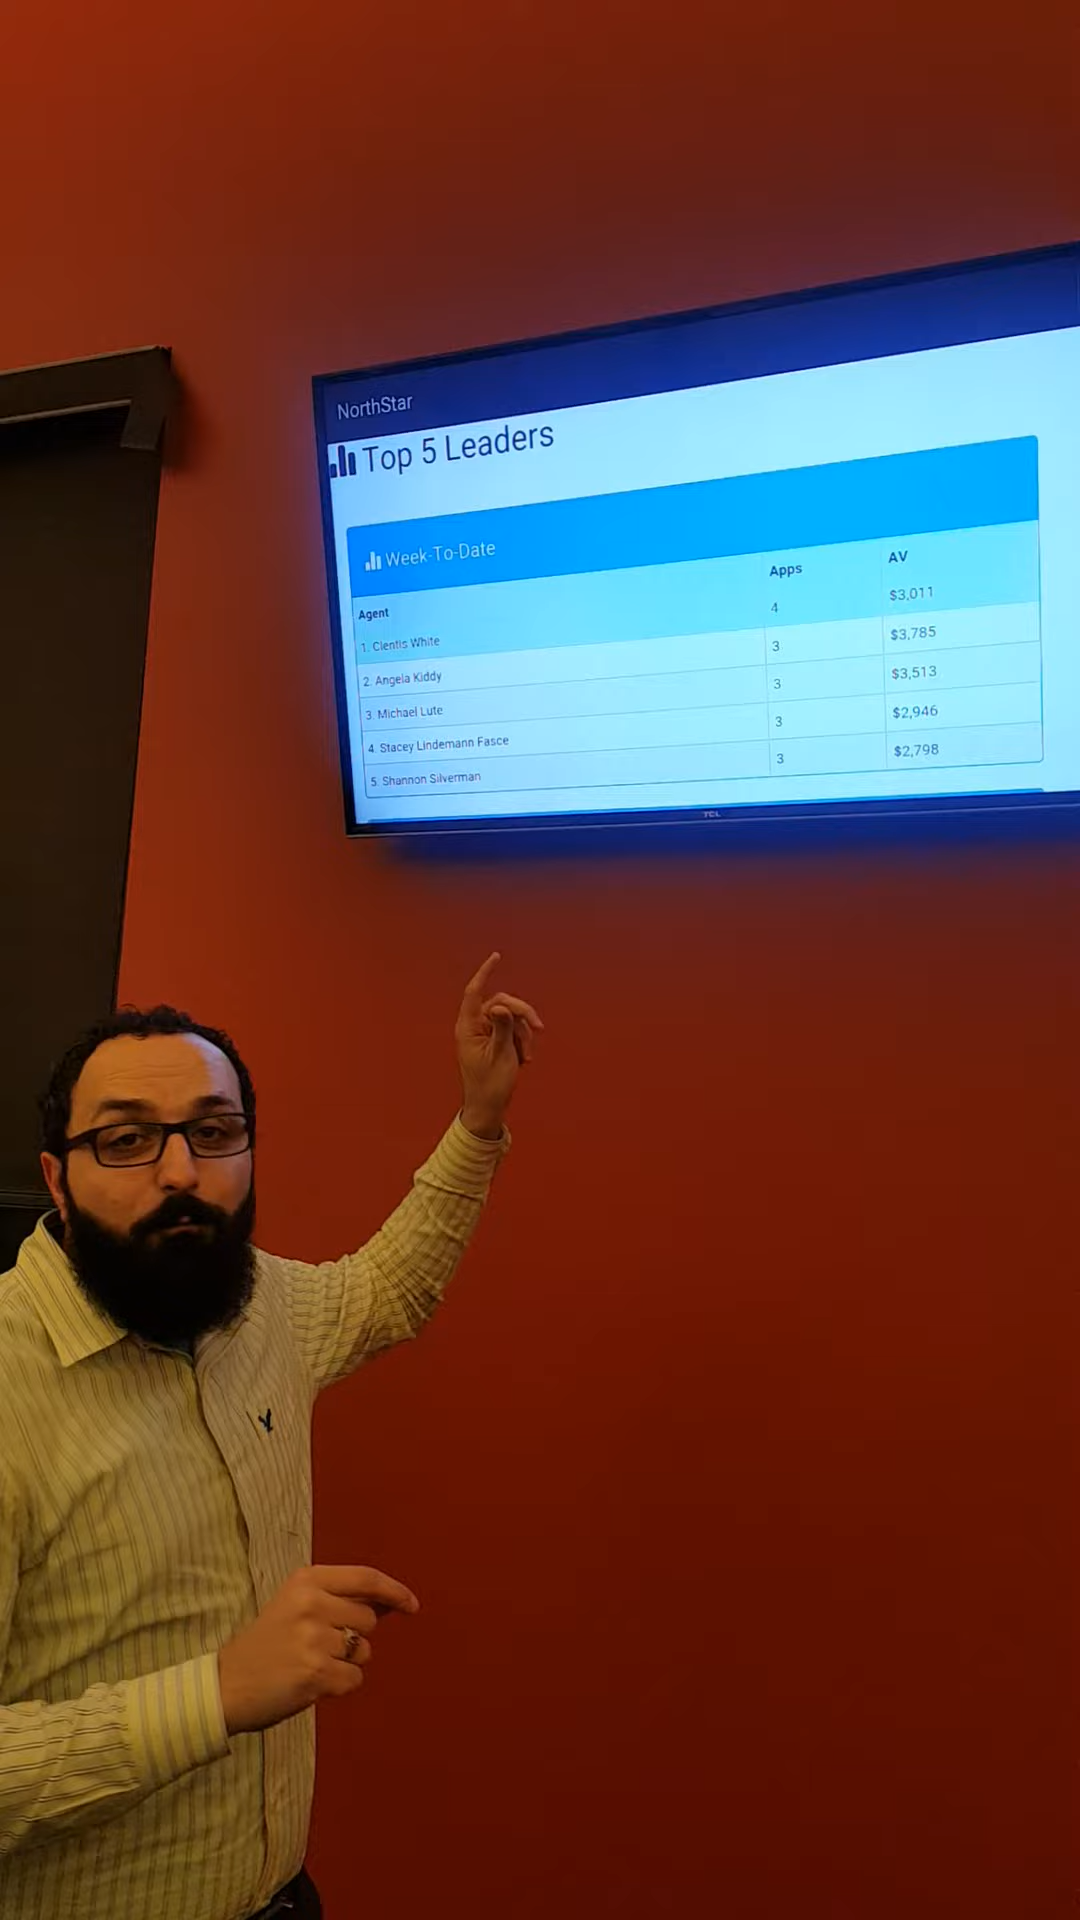 NorthStar
Top 5 Leaders
Week-To-Date
Agent Apps AV
1. Clentis White 4 $3,011
2. Angela Kiddy 3 $3,785
3. Michael Lute 3 $3,513
4. Stacey Lindemann Fasce 3 $2,946
5. Shannon Silverman 3 $2,798
TCL